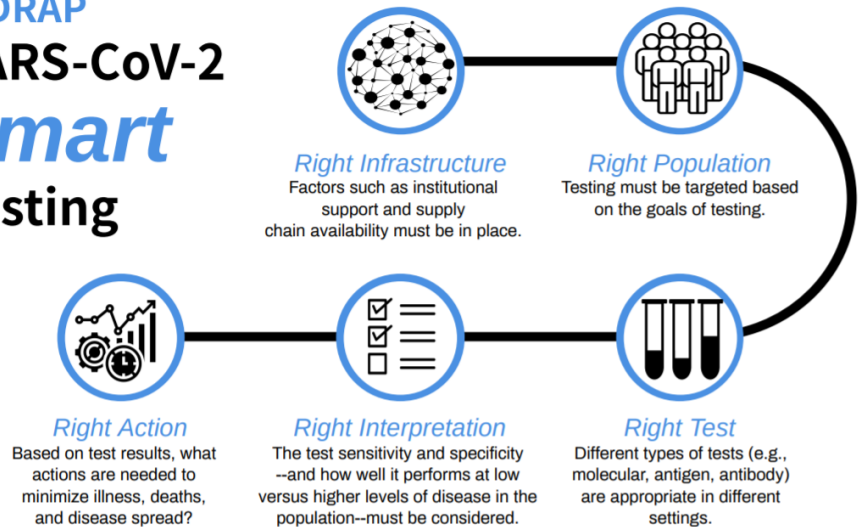 DRAP
ARS-CoV-2
mart
sting
Right Infrastructure
Factors such as institutional
support and supply
chain availability must be in place.
Right Population
Testing must be targeted based
on the goals of testing.
Right Action
Based on test results, what
actions are needed to
minimize illness, deaths,
and disease spread?
Right Interpretation
The test sensitivity and specificity
--and how well it performs at low
versus higher levels of disease in the
population--must be considered.
Right Test
Different types of tests (e.g.,
molecular, antigen, antibody)
are appropriate in different
settings.